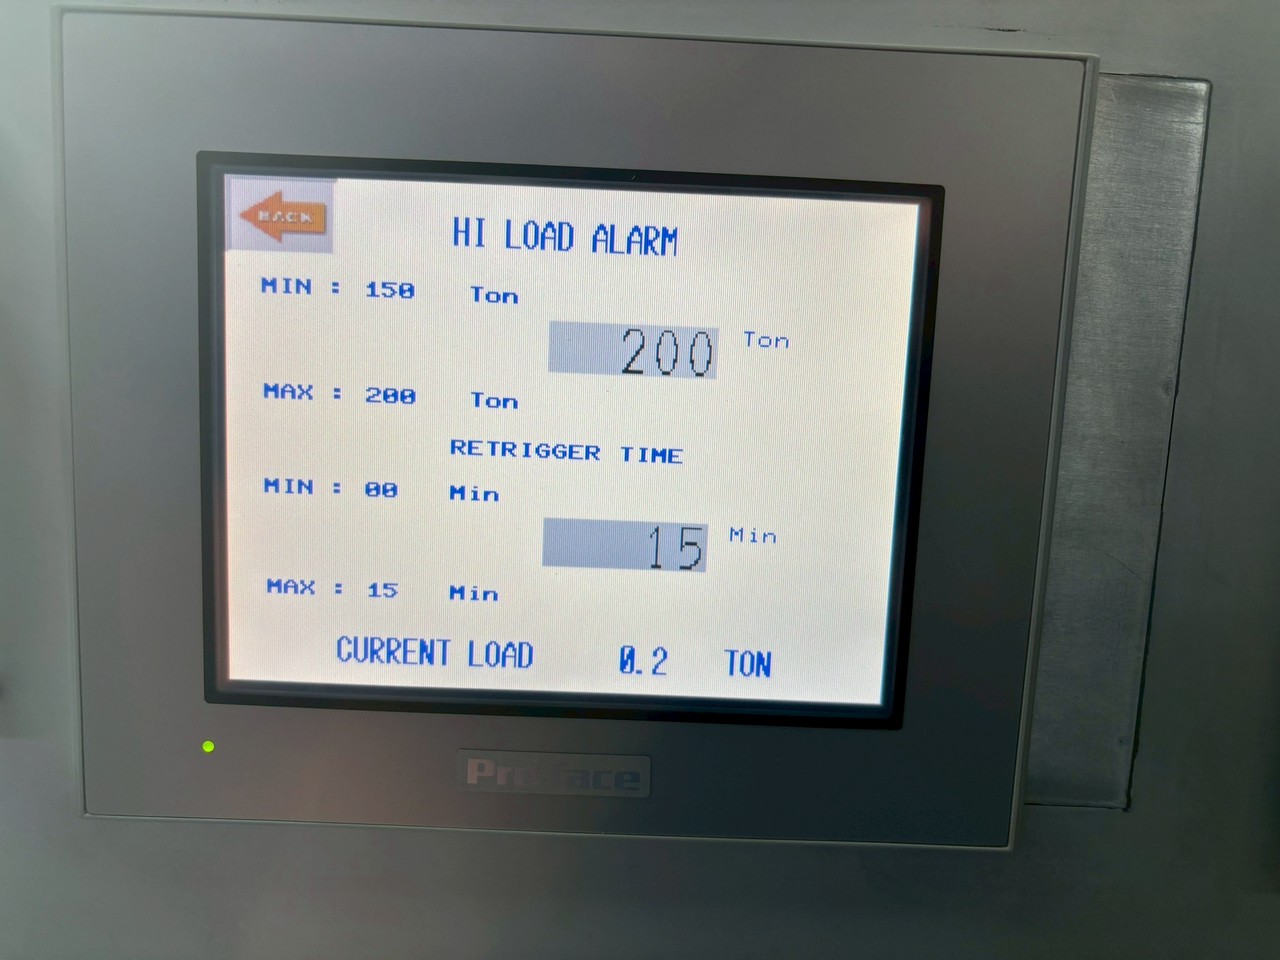 BACK
HI LOAD ALARM
MIN : 150 Ton
200 Ton
MAX : 200 Ton
RETRIGGER TIME
MIN : 00 Min
15 Min
MAX : 15 Min
CURRENT LOAD 0.2 TON
Pro-face